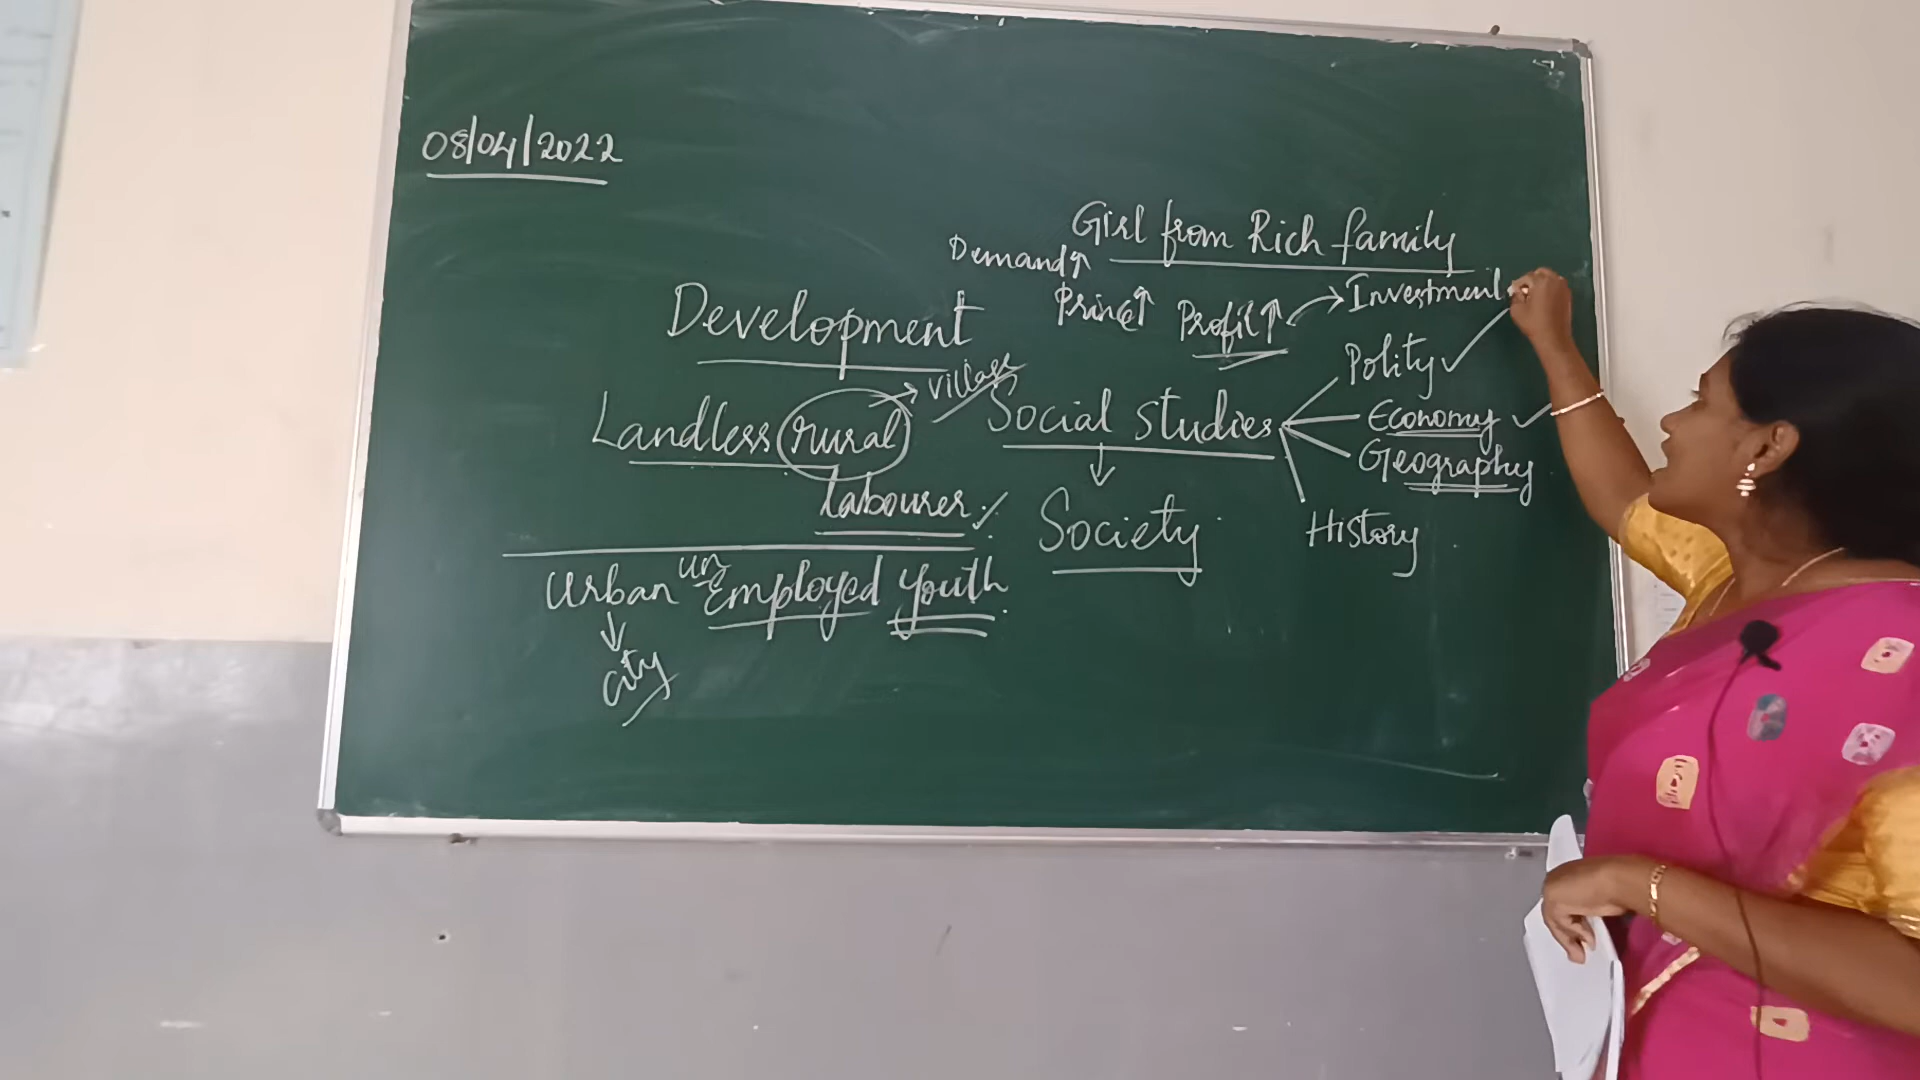 08/04/2022
Girl from Rich family
Demand↑
Price↑ Profit↑ → Investment
Development
Polity ✓
→ village
Social studies
Economy ✓
Landless rural
Geography
Labourer ✓
↓
Society
History
Urban un Employed Youth
↓
City